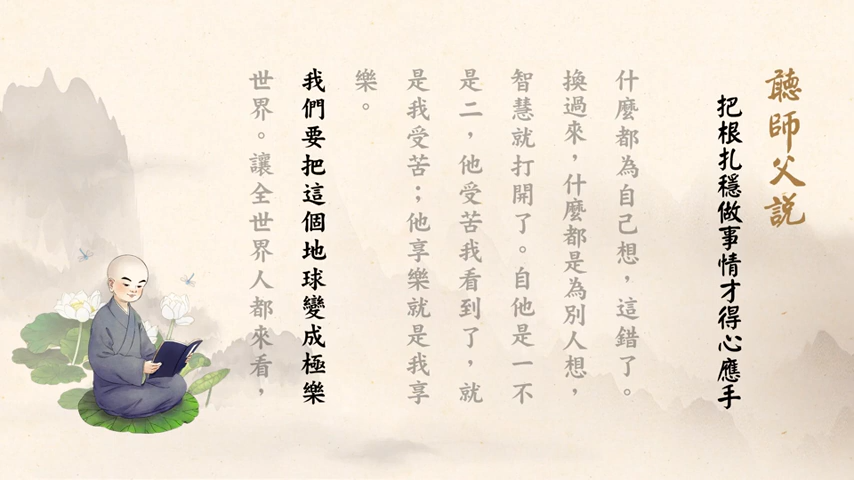 聽師父說
把根扎穩做事情才得心應手
什麼都為自己想，這錯了。
換過來，什麼都是為別人想，
智慧就打開了。自他是一不
是二，他受苦我看到了，就
是我受苦；他享樂就是我享
樂。
我們要把這個地球變成極樂
世界。讓全世界人都來看，